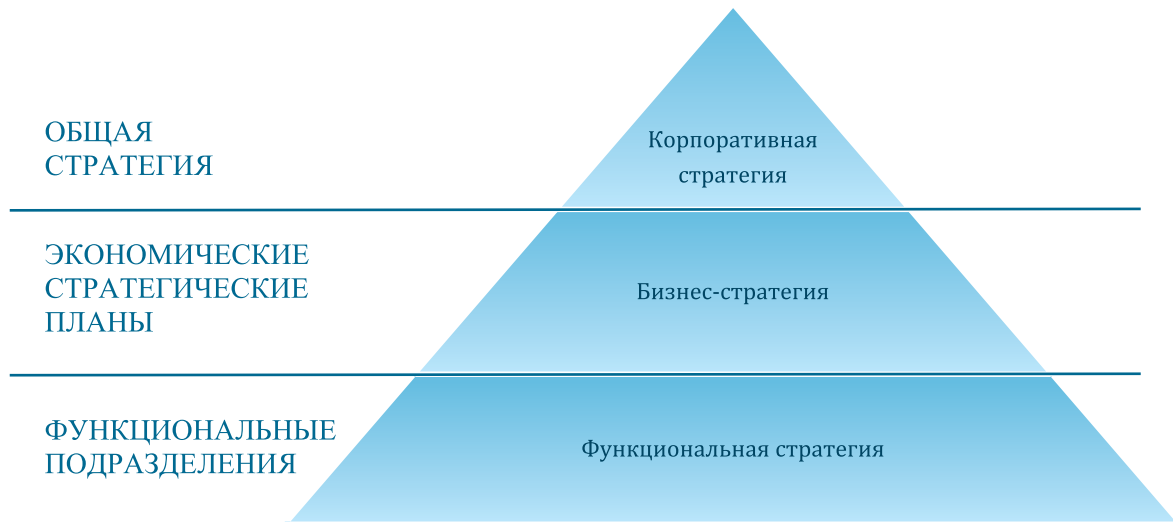 ОБЩАЯ
СТРАТЕГИЯ
Корпоративная
стратегия
ЭКОНОМИЧЕСКИЕ
СТРАТЕГИЧЕСКИЕ
ПЛАНЫ
Бизнес-стратегия
ФУНКЦИОНАЛЬНЫЕ
ПОДРАЗДЕЛЕНИЯ
Функциональная стратегия